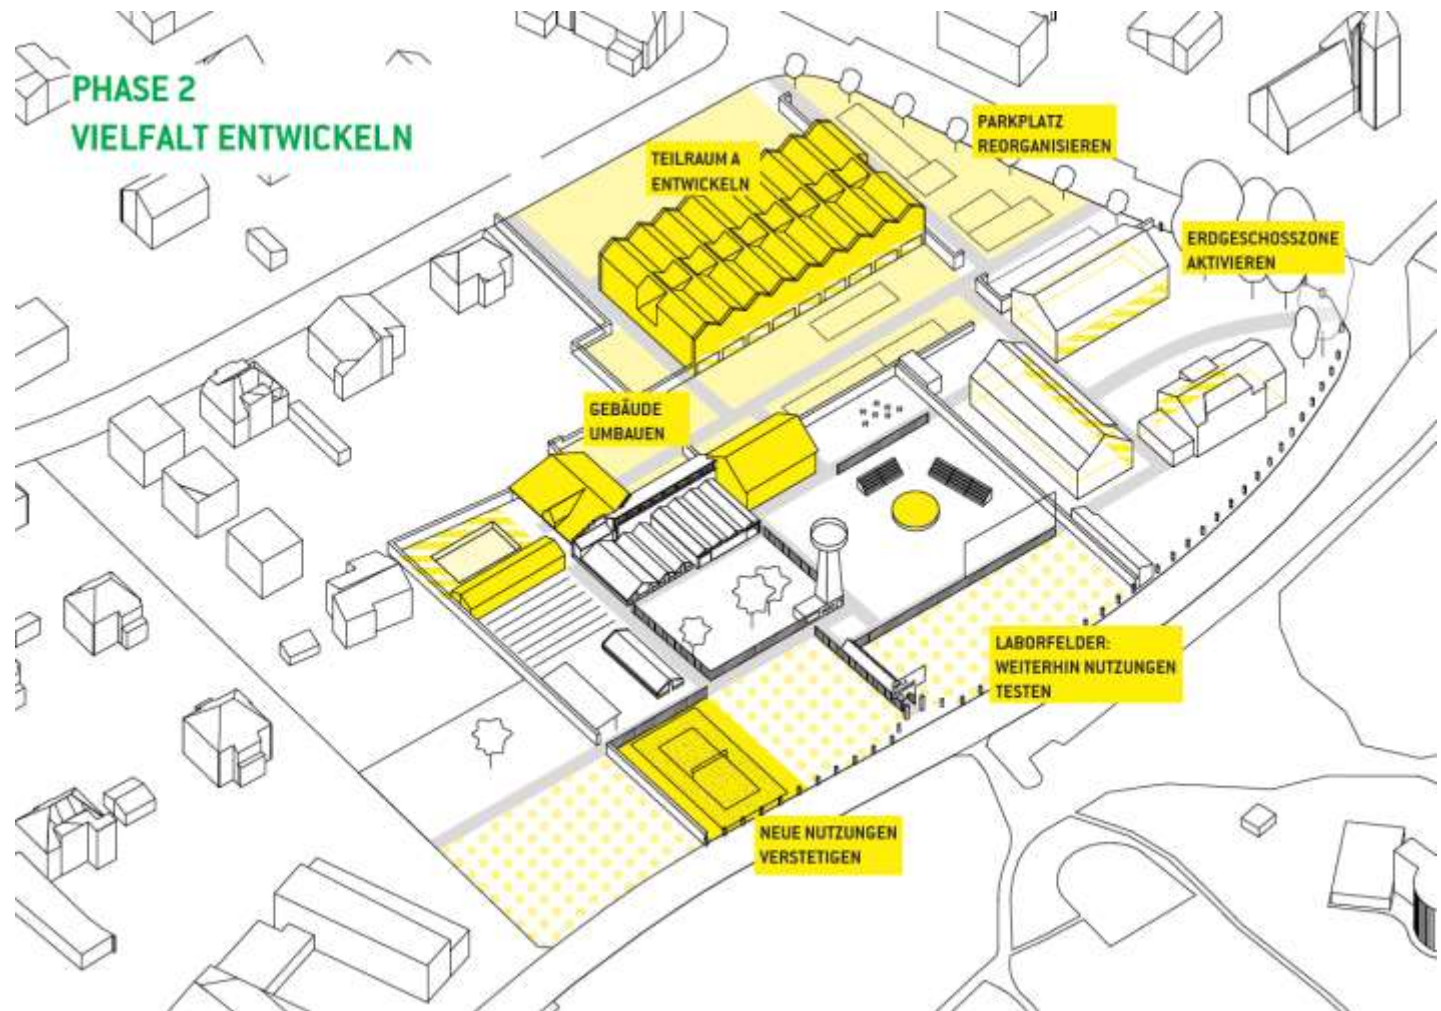 PHASE 2
VIELFALT ENTWICKELN
PARKPLATZ
REORGANISIEREN
TEILRAUM A
ENTWICKELN
ERDGESCHOSSZONE
AKTIVIEREN
GEBÄUDE
UMBAUEN
LABORFELDER:
WEITERHIN NUTZUNGEN
TESTEN
NEUE NUTZUNGEN
VERSTETIGEN